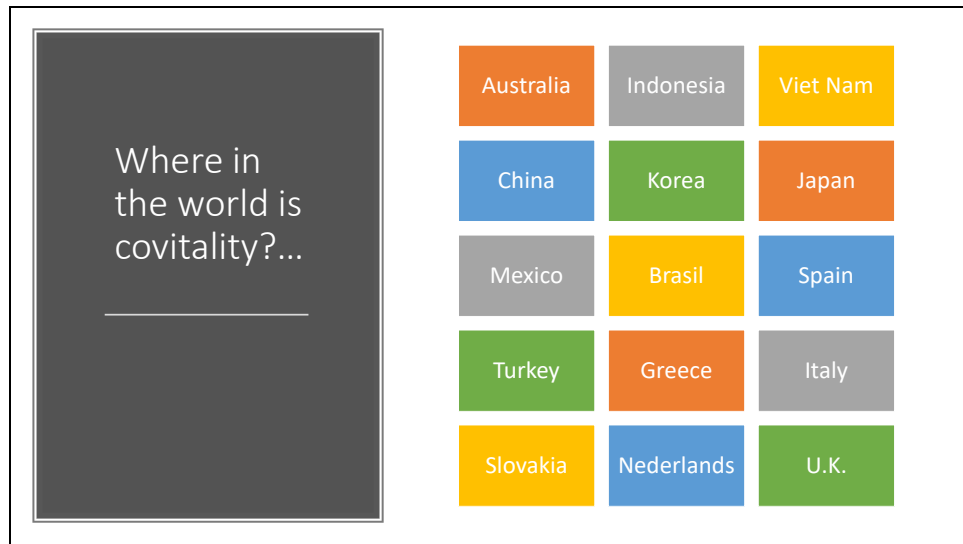 Where in
the world is
covitality?...
Australia
Indonesia
Viet Nam
China
Korea
Japan
Mexico
Brasil
Spain
Turkey
Greece
Italy
Slovakia
Nederlands
U.K.